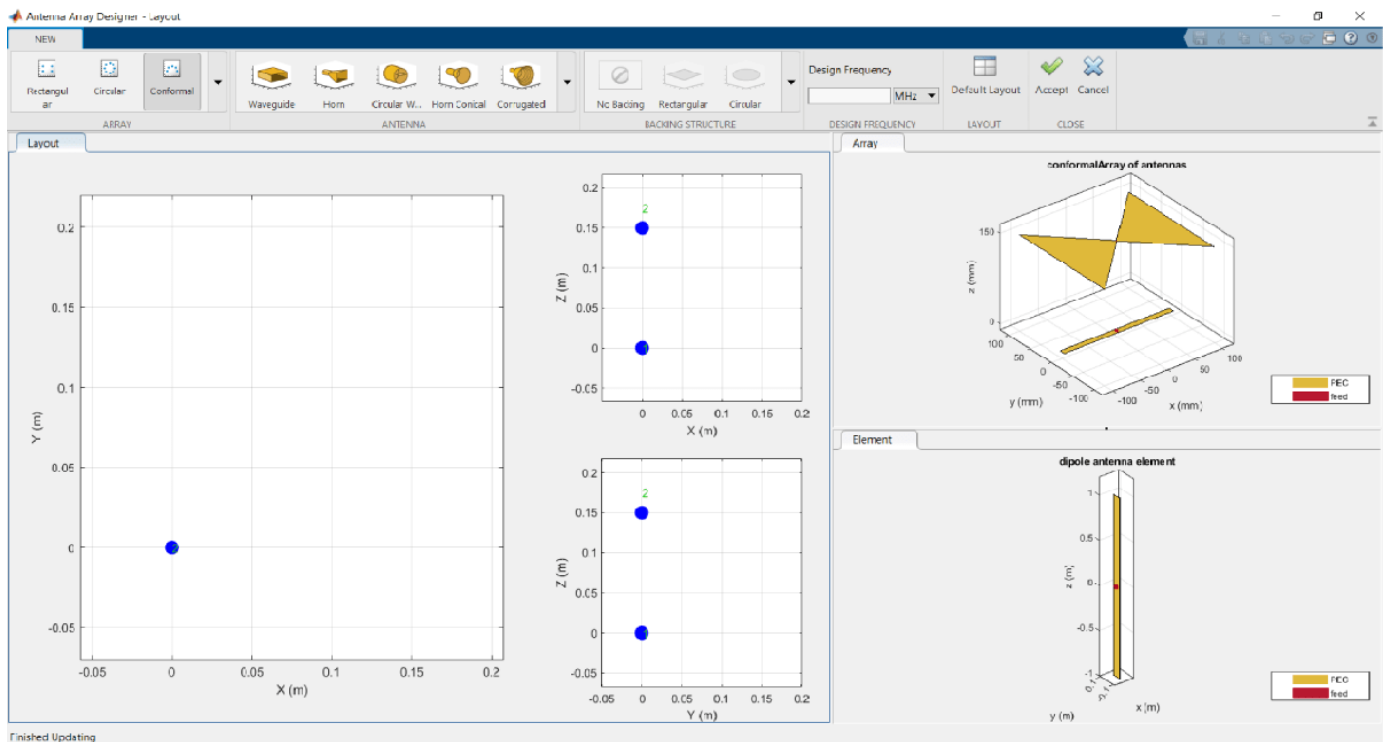 Antenna Array Designer - Layout
NEW
Rectangul
ar
Circular
Conformal
ARRAY
Waveguide
Horn
Circular W...
Horn Conical
Corrugated
ANTENNA
No Backing
Rectangular
Circular
BACKING STRUCTURE
Design Frequency
MHz
DESIGN FREQUENCY
Default Layout
LAYOUT
Accept
Cancel
CLOSE
Layout
0.2
0.15
0.1
0.05
0
-0.05
Y (m)
-0.05
0
0.05
0.1
0.15
0.2
X (m)
0.2
0.15
0.1
0.05
0
-0.05
Z (m)
2
0
0.05
0.1
0.2
X (m)
0.2
0.15
0.1
0.05
0
-0.05
Z (m)
2
-0.05
0
0.05
0.1
0.15
0.2
Y (m)
Array
conformalArray of antennas
150
0
z (mm)
100
50
0
-50
-100
y (mm)
-100
-50
0
50
100
x (mm)
PEC
feed
Element
dipole antenna element
1
0.5
0
-0.5
-1
z (m)
0.1
-0.1
y (m)
x (m)
PEC
feed
Finished Updating